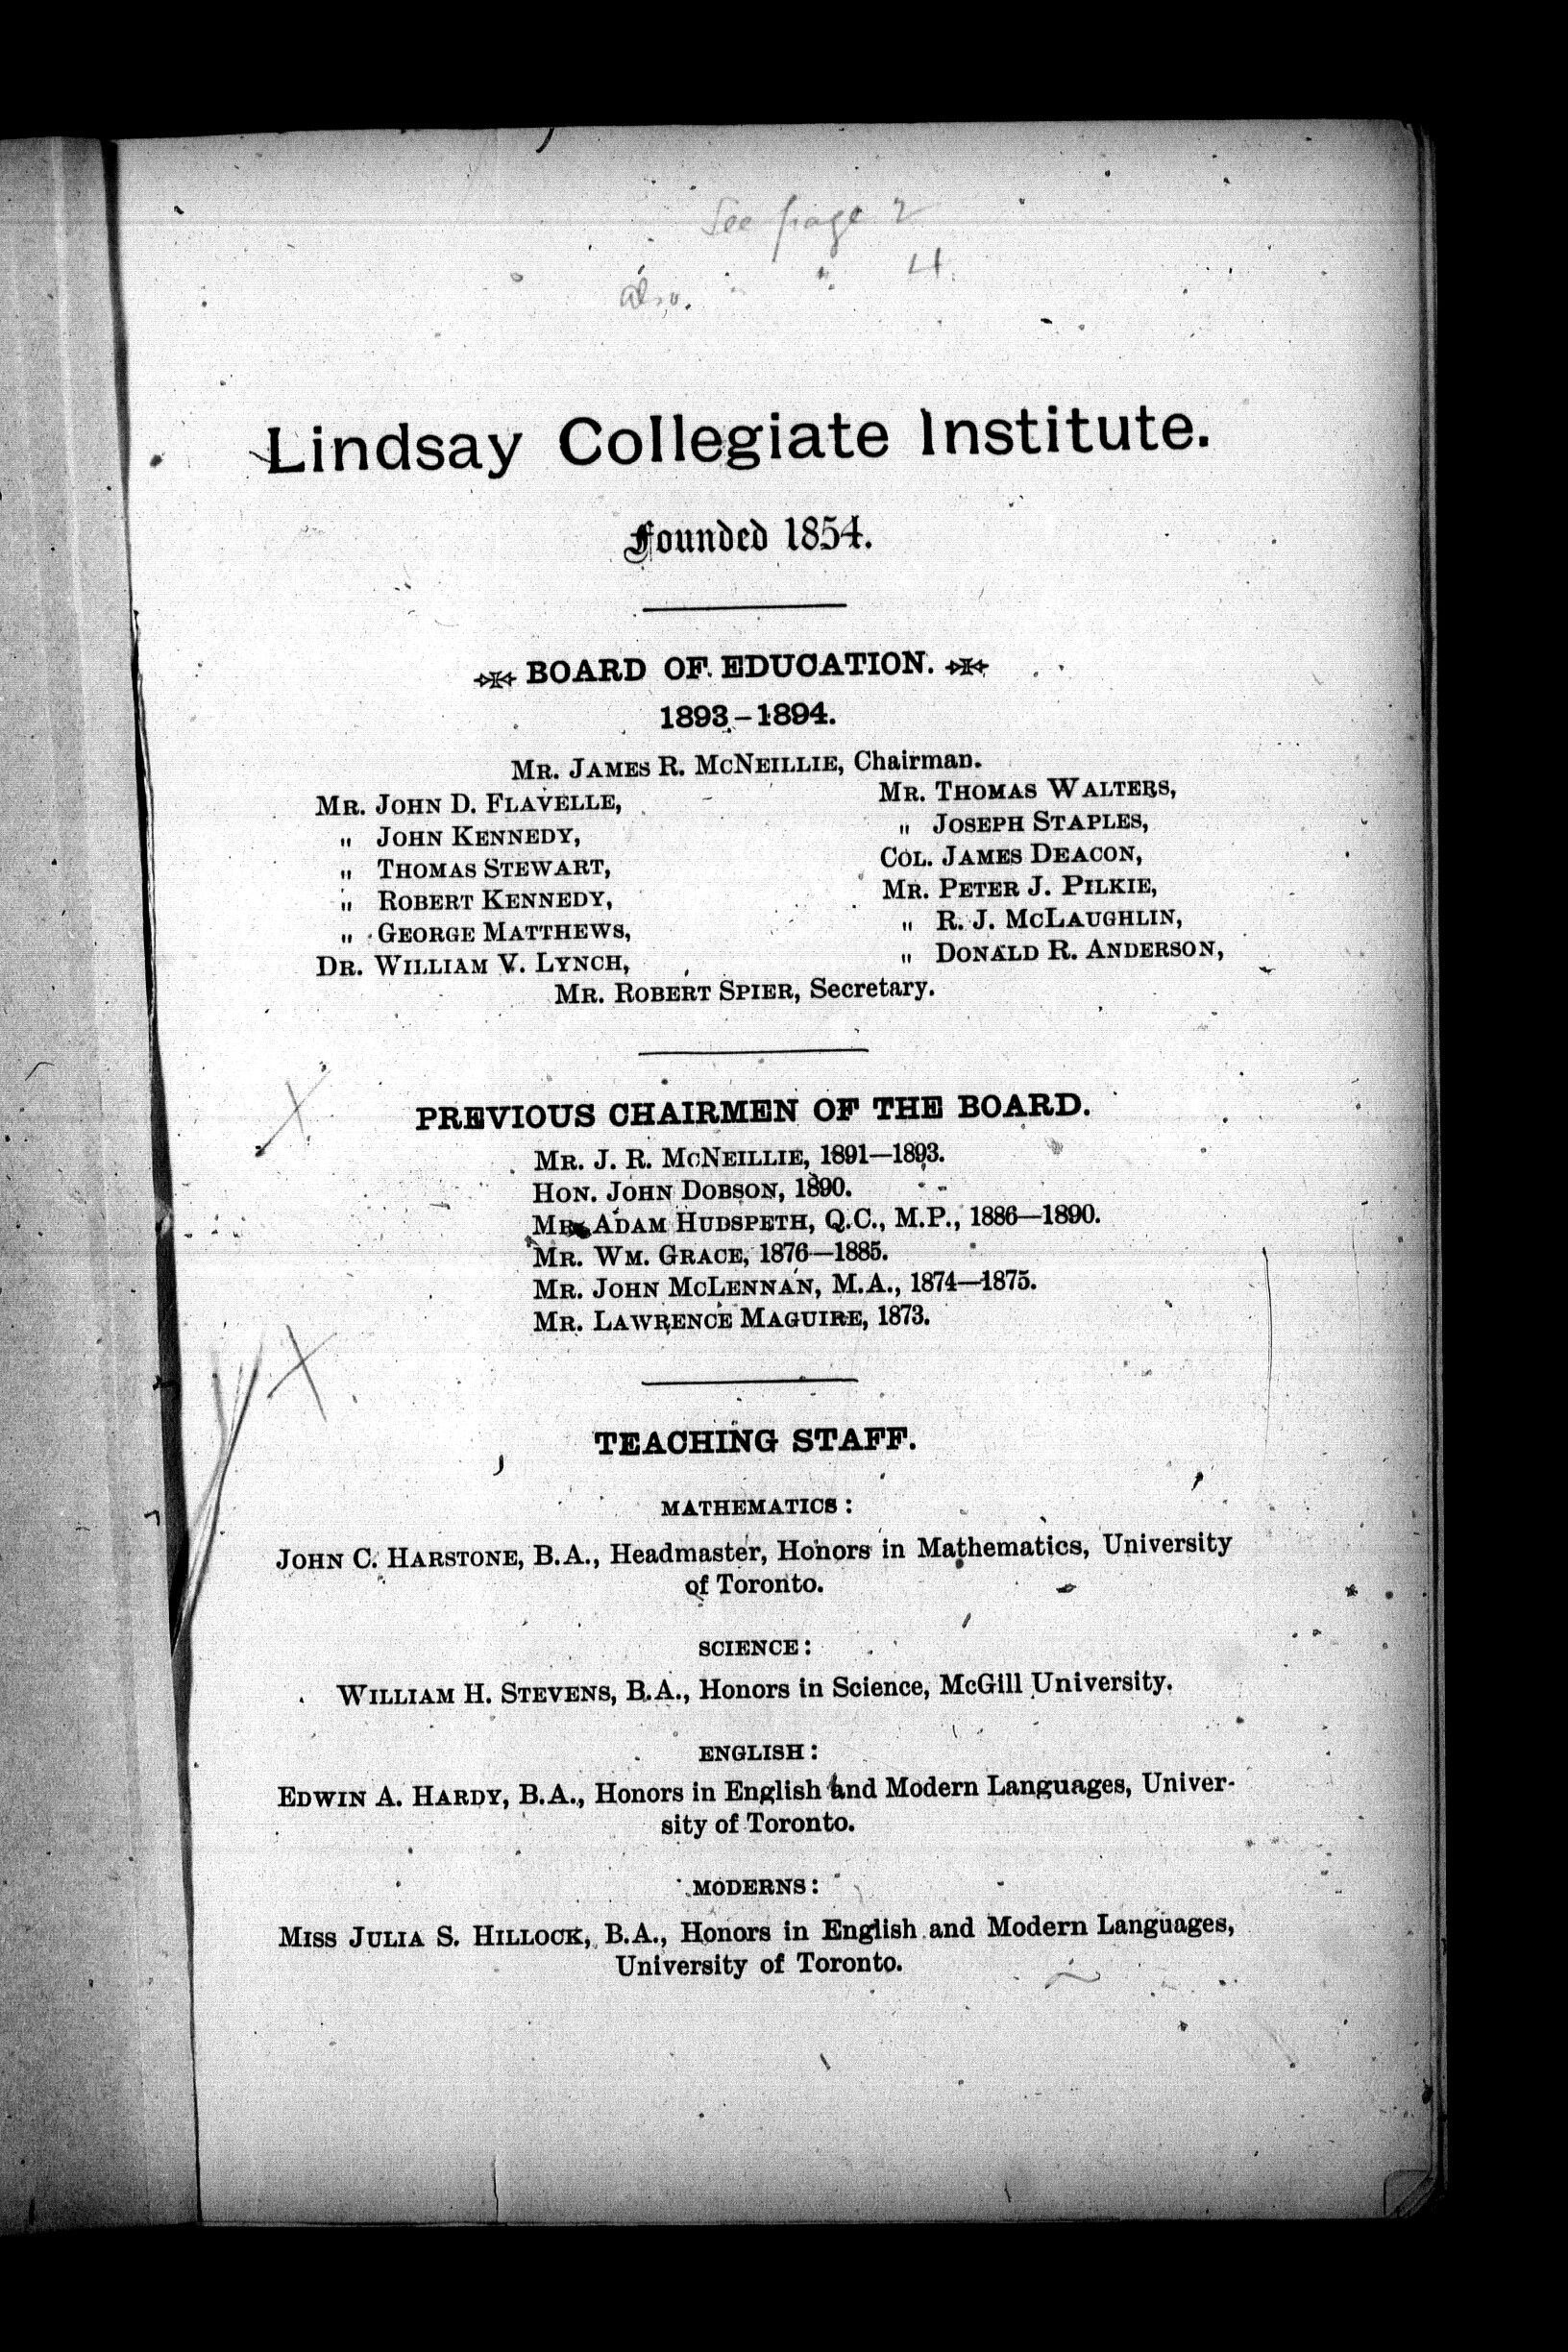 See page 2
also " " 4
Lindsay Collegiate Institute.
Founded 1854.
BOARD OF EDUCATION.
1893-1894.
MR. JAMES R. MCNEILLIE, Chairman.
MR. JOHN D. FLAVELLE, MR. THOMAS WALTERS,
" JOHN KENNEDY, " JOSEPH STAPLES,
" THOMAS STEWART, COL. JAMES DEACON,
" ROBERT KENNEDY, MR. PETER J. PILKIE,
" GEORGE MATTHEWS, " R. J. MCLAUGHLIN,
DR. WILLIAM V. LYNCH, " DONALD R. ANDERSON,
MR. ROBERT SPIER, Secretary.
PREVIOUS CHAIRMEN OF THE BOARD.
MR. J. R. MCNEILLIE, 1891—1893.
HON. JOHN DOBSON, 1890.
MR. ADAM HUDSPETH, Q.C., M.P., 1886—1890.
MR. WM. GRACE, 1876—1885.
MR. JOHN MCLENNAN, M.A., 1874—1875.
MR. LAWRENCE MAGUIRE, 1873.
TEACHING STAFF.
MATHEMATICS:
JOHN C. HARSTONE, B.A., Headmaster, Honors in Mathematics, University
of Toronto.
SCIENCE:
WILLIAM H. STEVENS, B.A., Honors in Science, McGill University.
ENGLISH:
EDWIN A. HARDY, B.A., Honors in English and Modern Languages, Univer-
sity of Toronto.
MODERNS:
MISS JULIA S. HILLOCK, B.A., Honors in English and Modern Languages,
University of Toronto.